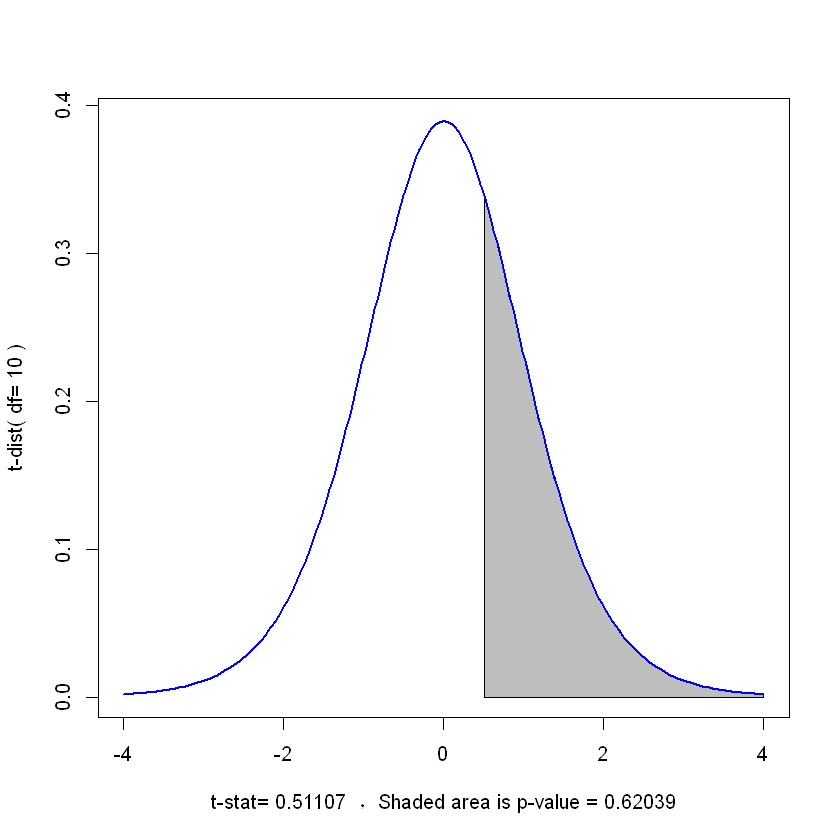 0.4
0.3
0.2
0.1
0.0
t-dist( df= 10 )
-4 -2 0 2 4
t-stat= 0.51107 . Shaded area is p-value = 0.62039